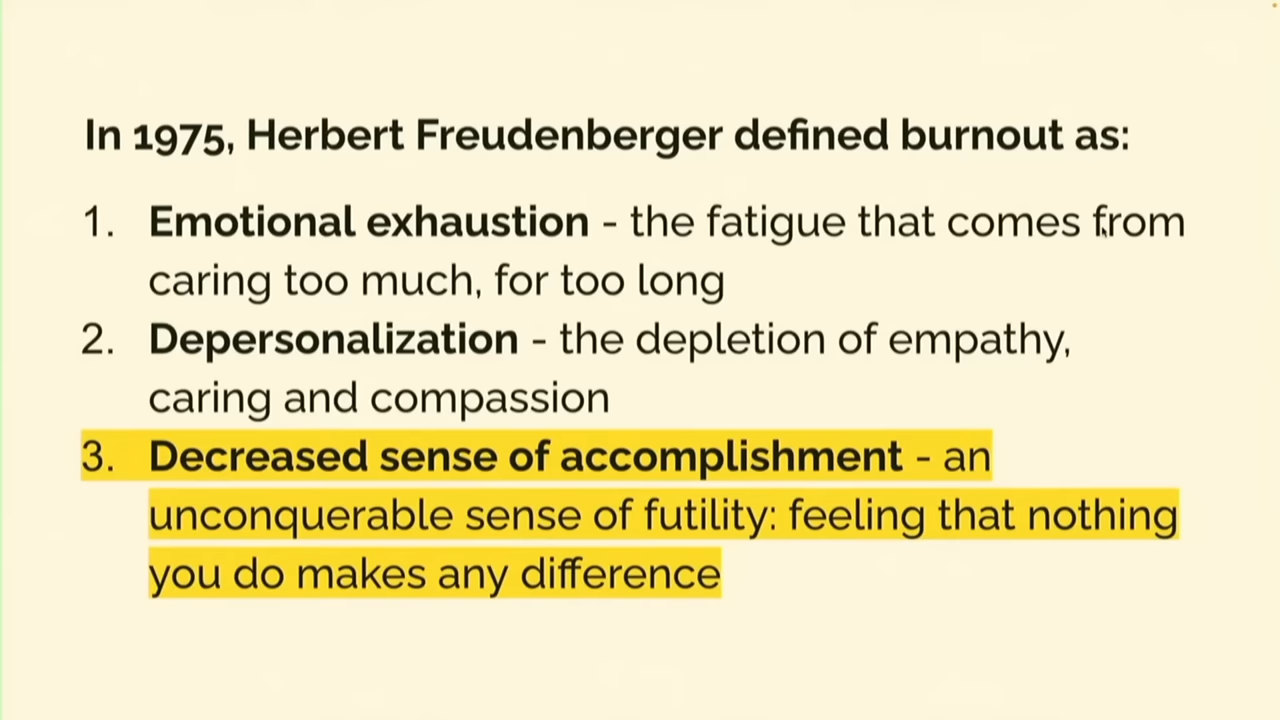 In 1975, Herbert Freudenberger defined burnout as:
1. Emotional exhaustion - the fatigue that comes from
caring too much, for too long
2. Depersonalization - the depletion of empathy,
caring and compassion
3. Decreased sense of accomplishment - an
unconquerable sense of futility: feeling that nothing
you do makes any difference